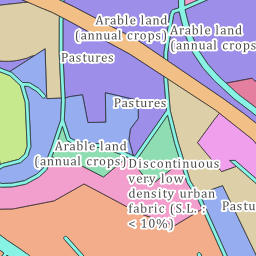 Arable land
(annual crops)
Arable land
(annual crops
Pastures
Pastures
Arable land
(annual crops)
Discontinuous
very low
density urban
fabric (S.L. :
< 10%)
Pastu